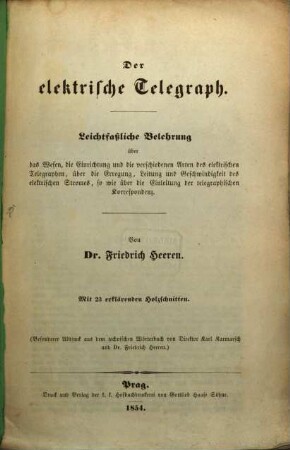 Der
elektrische Telegraph.
Leichtfaßliche Belehrung
über
das Wesen, die Einrichtung und die verschiedenen Arten des elektrischen
Telegraphen, über die Erregung, Leitung und Geschwindigkeit des
elektrischen Stromes, so wie über die Einleitung der telegraphischen
Korrespondenz.
Von
Dr. Friedrich Heeren.
Mit 23 erklärenden Holzschnitten.
(Besonderer Abdruck aus dem technischen Wörterbuch von Direktor Karl Karmarsch
und Dr. Friedrich Heeren.)
Prag.
Druck und Verlag der k. k. Hofbuchdruckerei von Gottlieb Haase Söhne.
1854.